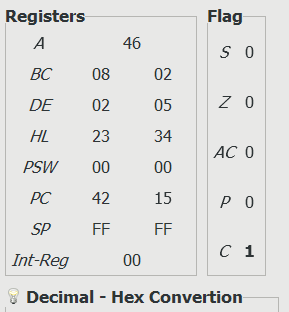 Registers
A 46
BC 08 02
DE 02 05
HL 23 34
PSW 00 00
PC 42 15
SP FF FF
Int-Reg 00
Flag
S 0
Z 0
AC 0
P 0
C 1
Decimal - Hex Convertion